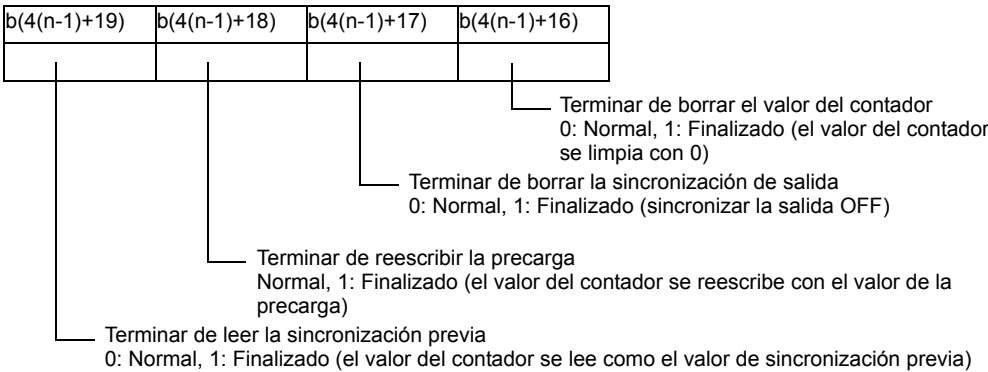 b(4(n-1)+19) b(4(n-1)+18) b(4(n-1)+17) b(4(n-1)+16)
Terminar de borrar el valor del contador
0: Normal, 1: Finalizado (el valor del contador
se limpia con 0)
Terminar de borrar la sincronización de salida
0: Normal, 1: Finalizado (sincronizar la salida OFF)
Terminar de reescribir la precarga
Normal, 1: Finalizado (el valor del contador se reescribe con el valor de la
precarga)
Terminar de leer la sincronización previa
0: Normal, 1: Finalizado (el valor del contador se lee como el valor de sincronización previa)